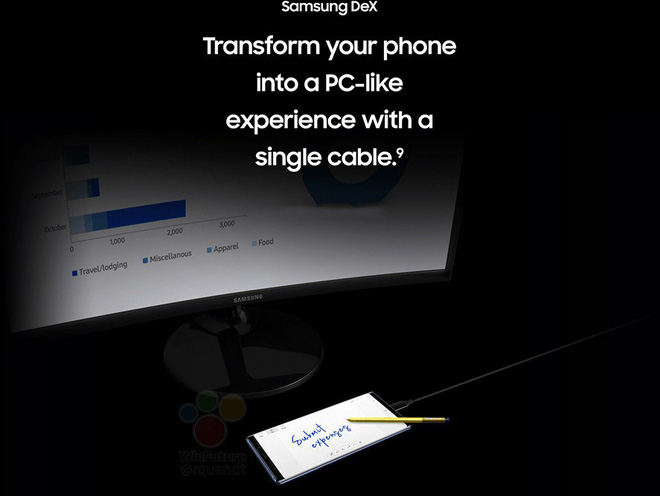 Samsung DeX
Transform your phone
into a PC-like
experience with a
single cable.⁹
September
October
0 1,000 2,000 3,000
Travel/lodging Miscellanous Apparel Food
SAMSUNG
Submit
expenses
WinFuture
@rquandt